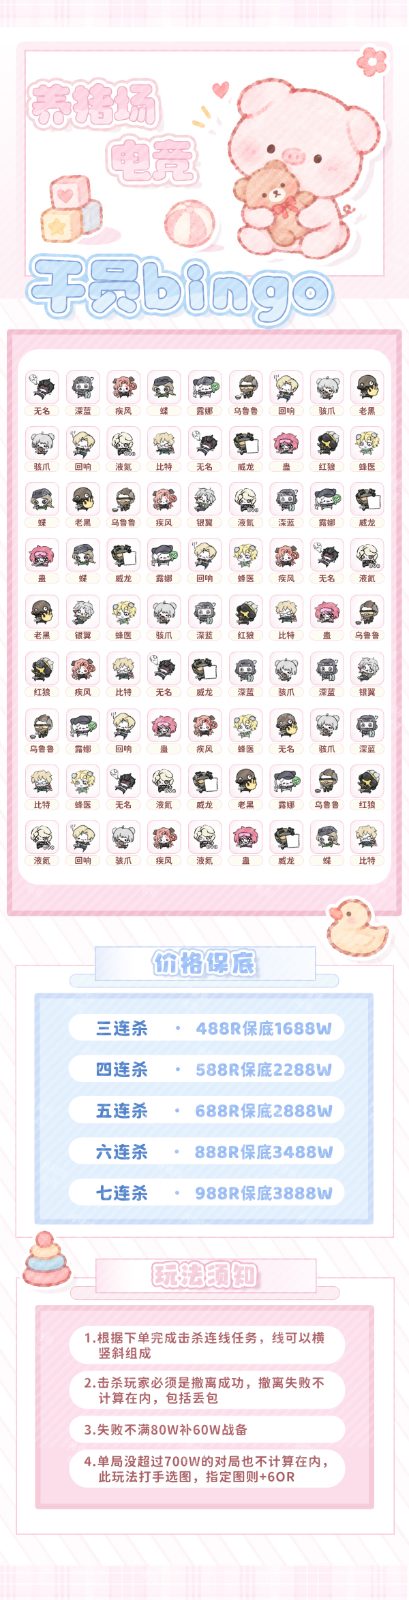 养猪场
电竞
干员bingo
无名 深蓝 疾风 蝶 露娜 乌鲁鲁 回响 骇爪 老黑
骇爪 回响 液氮 比特 无名 威龙 蛊 红狼 蜂医
蝶 老黑 乌鲁鲁 疾风 银翼 液氮 深蓝 露娜 威龙
蛊 蝶 威龙 露娜 回响 蜂医 疾风 无名 液氮
老黑 银翼 蜂医 骇爪 深蓝 红狼 比特 蛊 乌鲁鲁
红狼 疾风 比特 无名 威龙 深蓝 骇爪 深蓝 银翼
乌鲁鲁 露娜 回响 蛊 疾风 蜂医 无名 骇爪 深蓝
比特 蜂医 无名 液氮 威龙 老黑 露娜 乌鲁鲁 红狼
液氮 回响 骇爪 疾风 液氮 蛊 威龙 蝶 比特
价格保底
三连杀 · 488R保底1688W
四连杀 · 588R保底2288W
五连杀 · 688R保底2888W
六连杀 · 888R保底3488W
七连杀 · 988R保底3888W
玩法须知
1.根据下单完成击杀连线任务，线可以横
竖斜组成
2.击杀玩家必须是撤离成功，撤离失败不
计算在内，包括丢包
3.失败不满80W补60W战备
4.单局没超过700W的对局也不计算在内，
此玩法打手选图，指定图则+6OR